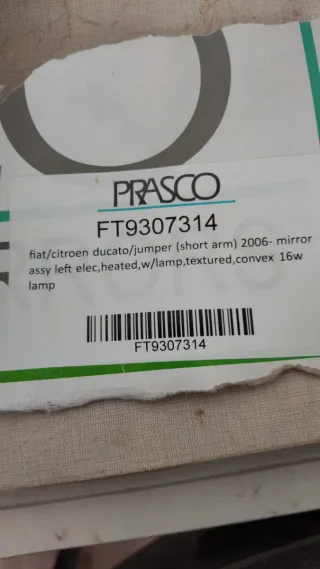 PRASCO
FT9307314
fiat/citroen ducato/jumper (short arm) 2006- mirror
assy left elec,heated,w/lamp,textured,convex 16w
lamp
FT9307314